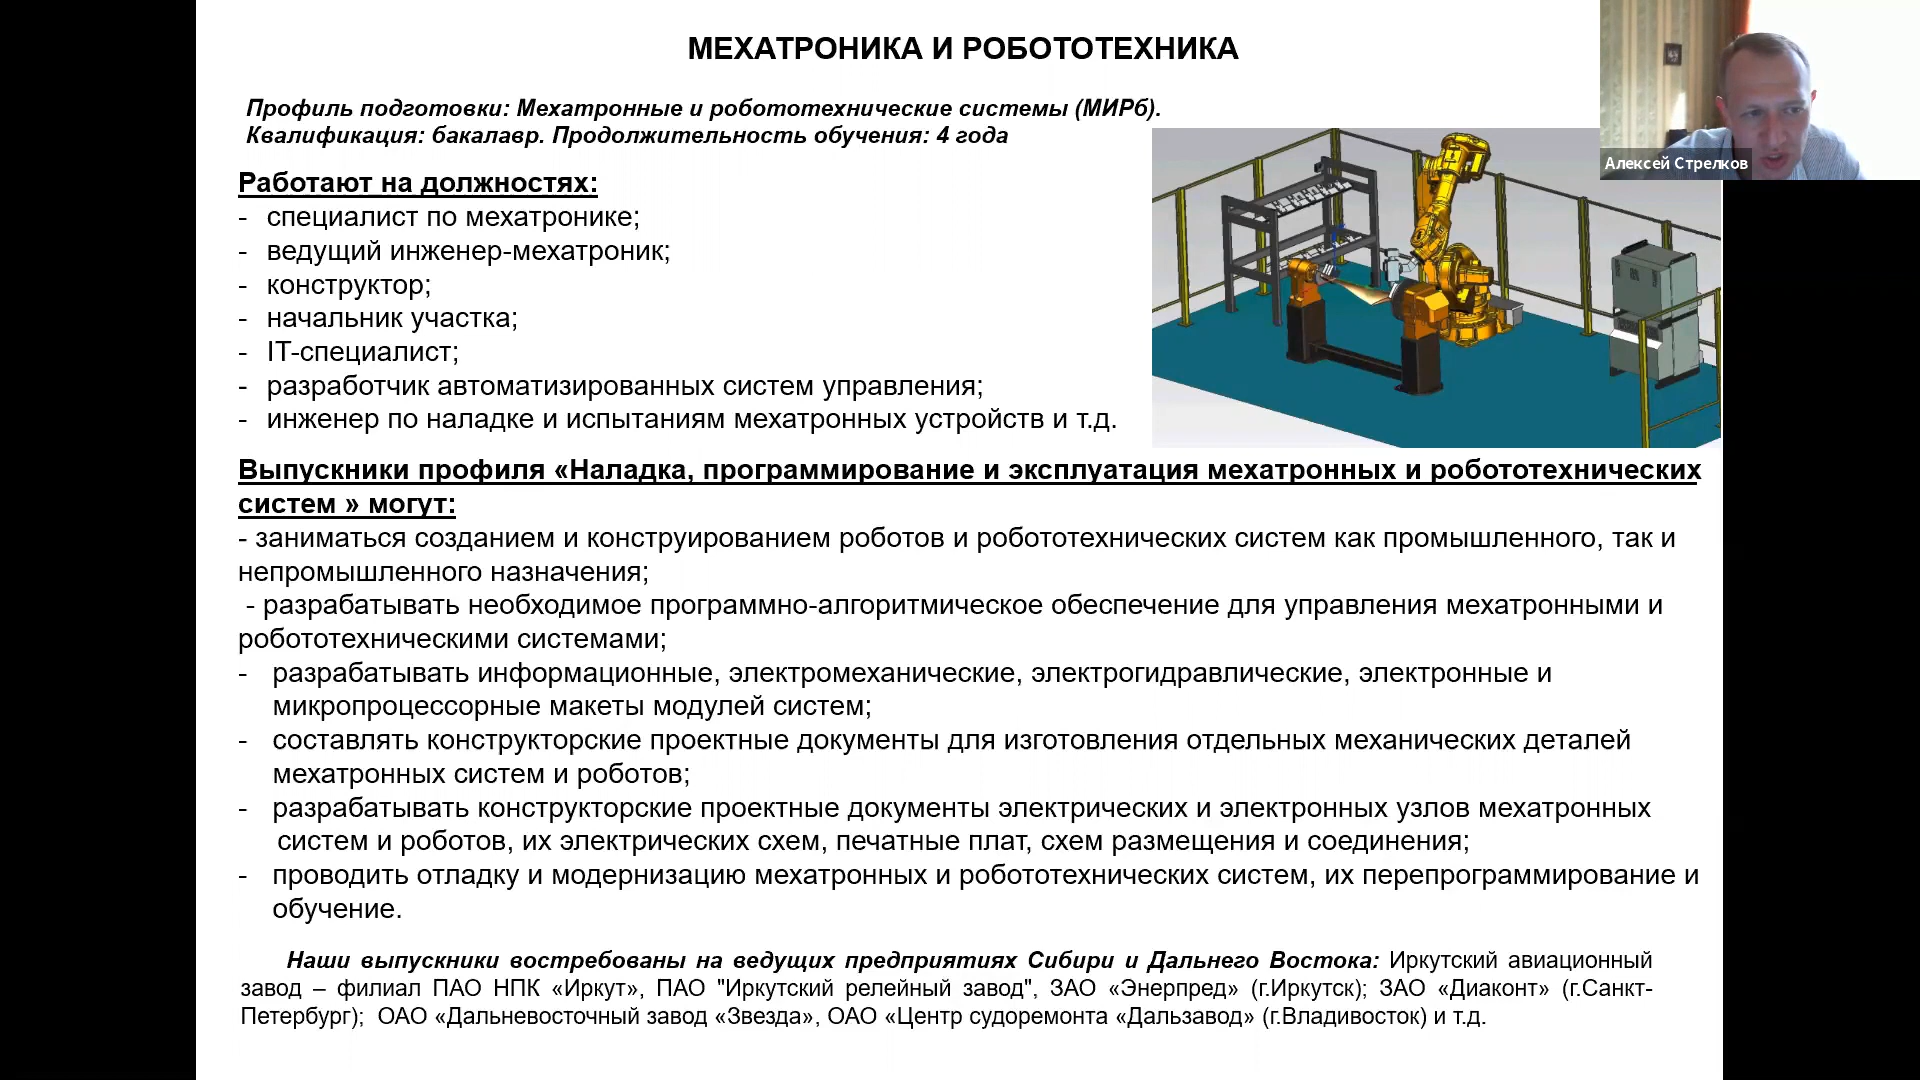 МЕХАТРОНИКА И РОБОТОТЕХНИКА
Профиль подготовки: Мехатронные и робототехнические системы (МИРб).
Квалификация: бакалавр. Продолжительность обучения: 4 года
Алексей Стрелков
Работают на должностях:
- специалист по мехатронике;
- ведущий инженер-мехатроник;
- конструктор;
- начальник участка;
- IT-специалист;
- разработчик автоматизированных систем управления;
- инженер по наладке и испытаниям мехатронных устройств и т.д.
Выпускники профиля «Наладка, программирование и эксплуатация мехатронных и робототехнических
систем » могут:
- заниматься созданием и конструированием роботов и робототехнических систем как промышленного, так и
непромышленного назначения;
- разрабатывать необходимое программно-алгоритмическое обеспечение для управления мехатронными и
робототехническими системами;
- разрабатывать информационные, электромеханические, электрогидравлические, электронные и
микропроцессорные макеты модулей систем;
- составлять конструкторские проектные документы для изготовления отдельных механических деталей
мехатронных систем и роботов;
- разрабатывать конструкторские проектные документы электрических и электронных узлов мехатронных
систем и роботов, их электрических схем, печатные плат, схем размещения и соединения;
- проводить отладку и модернизацию мехатронных и робототехнических систем, их перепрограммирование и
обучение.
Наши выпускники востребованы на ведущих предприятиях Сибири и Дальнего Востока: Иркутский авиационный
завод – филиал ПАО НПК «Иркут», ПАО "Иркутский релейный завод", ЗАО «Энерпред» (г.Иркутск); ЗАО «Диаконт» (г.Санкт-
Петербург); ОАО «Дальневосточный завод «Звезда», ОАО «Центр судоремонта «Дальзавод» (г.Владивосток) и т.д.